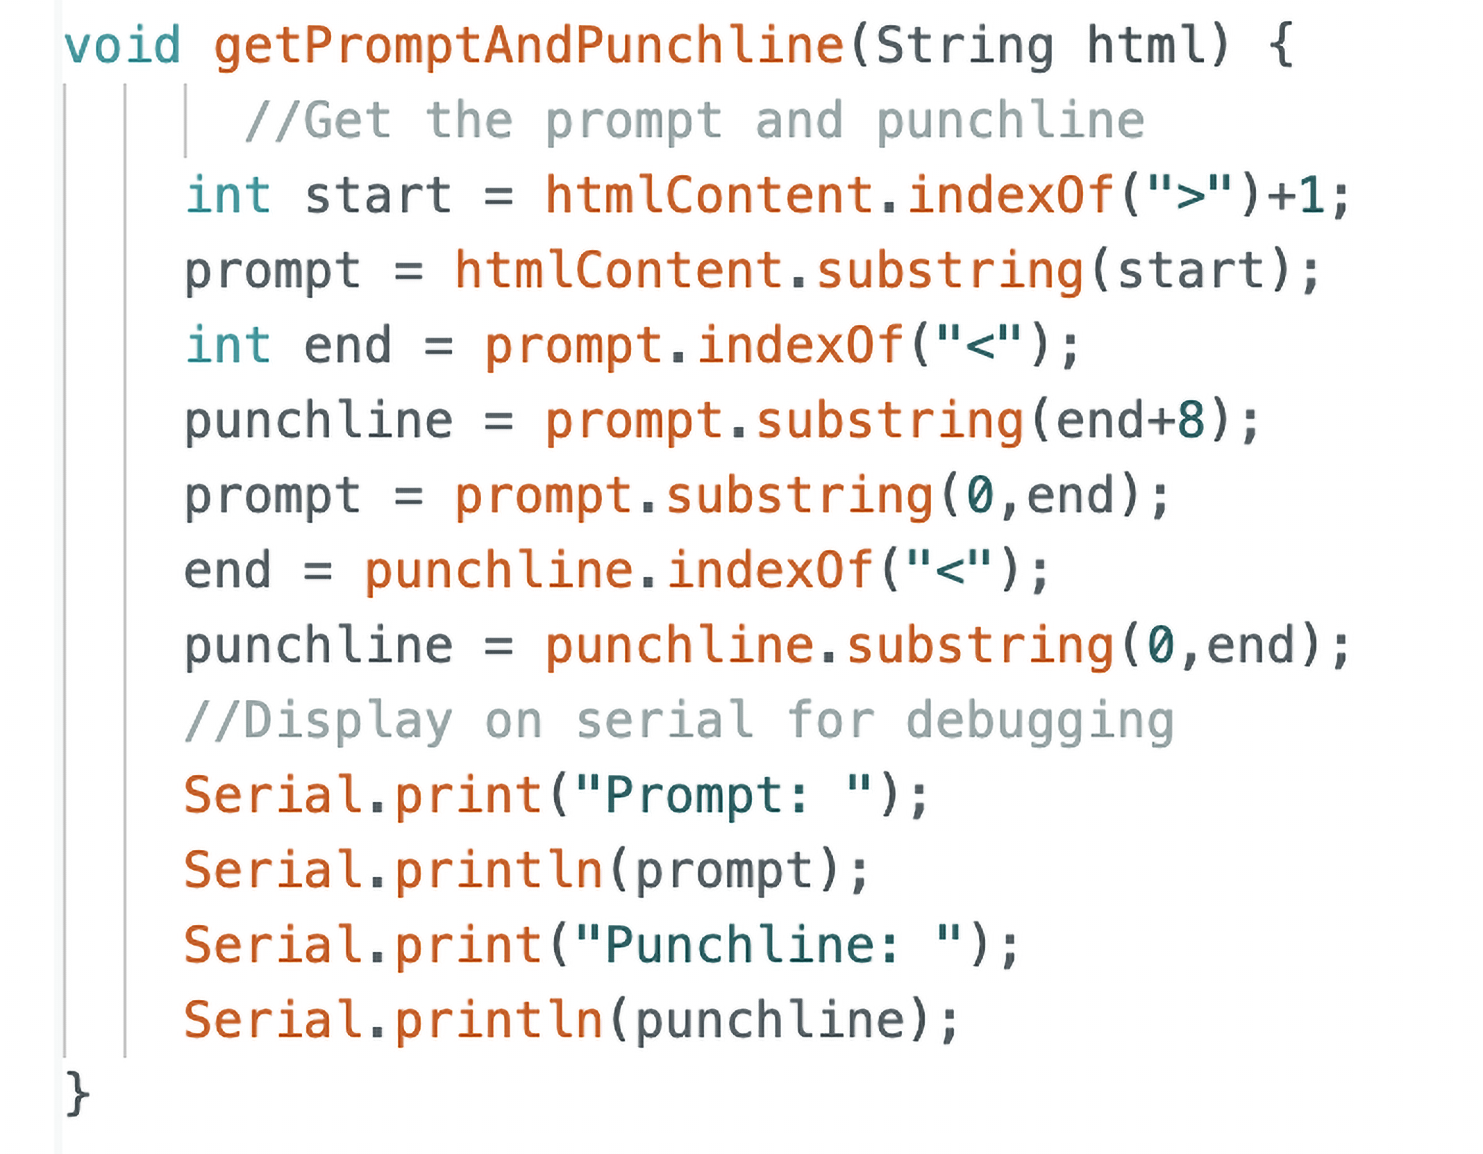 void getPromptAndPunchline(String html) {
//Get the prompt and punchline
int start = htmlContent.indexOf(">")+1;
prompt = htmlContent.substring(start);
int end = prompt.indexOf("<");
punchline = prompt.substring(end+8);
prompt = prompt.substring(0,end);
end = punchline.indexOf("<");
punchline = punchline.substring(0,end);
//Display on serial for debugging
Serial.print("Prompt: ");
Serial.println(prompt);
Serial.print("Punchline: ");
Serial.println(punchline);
}